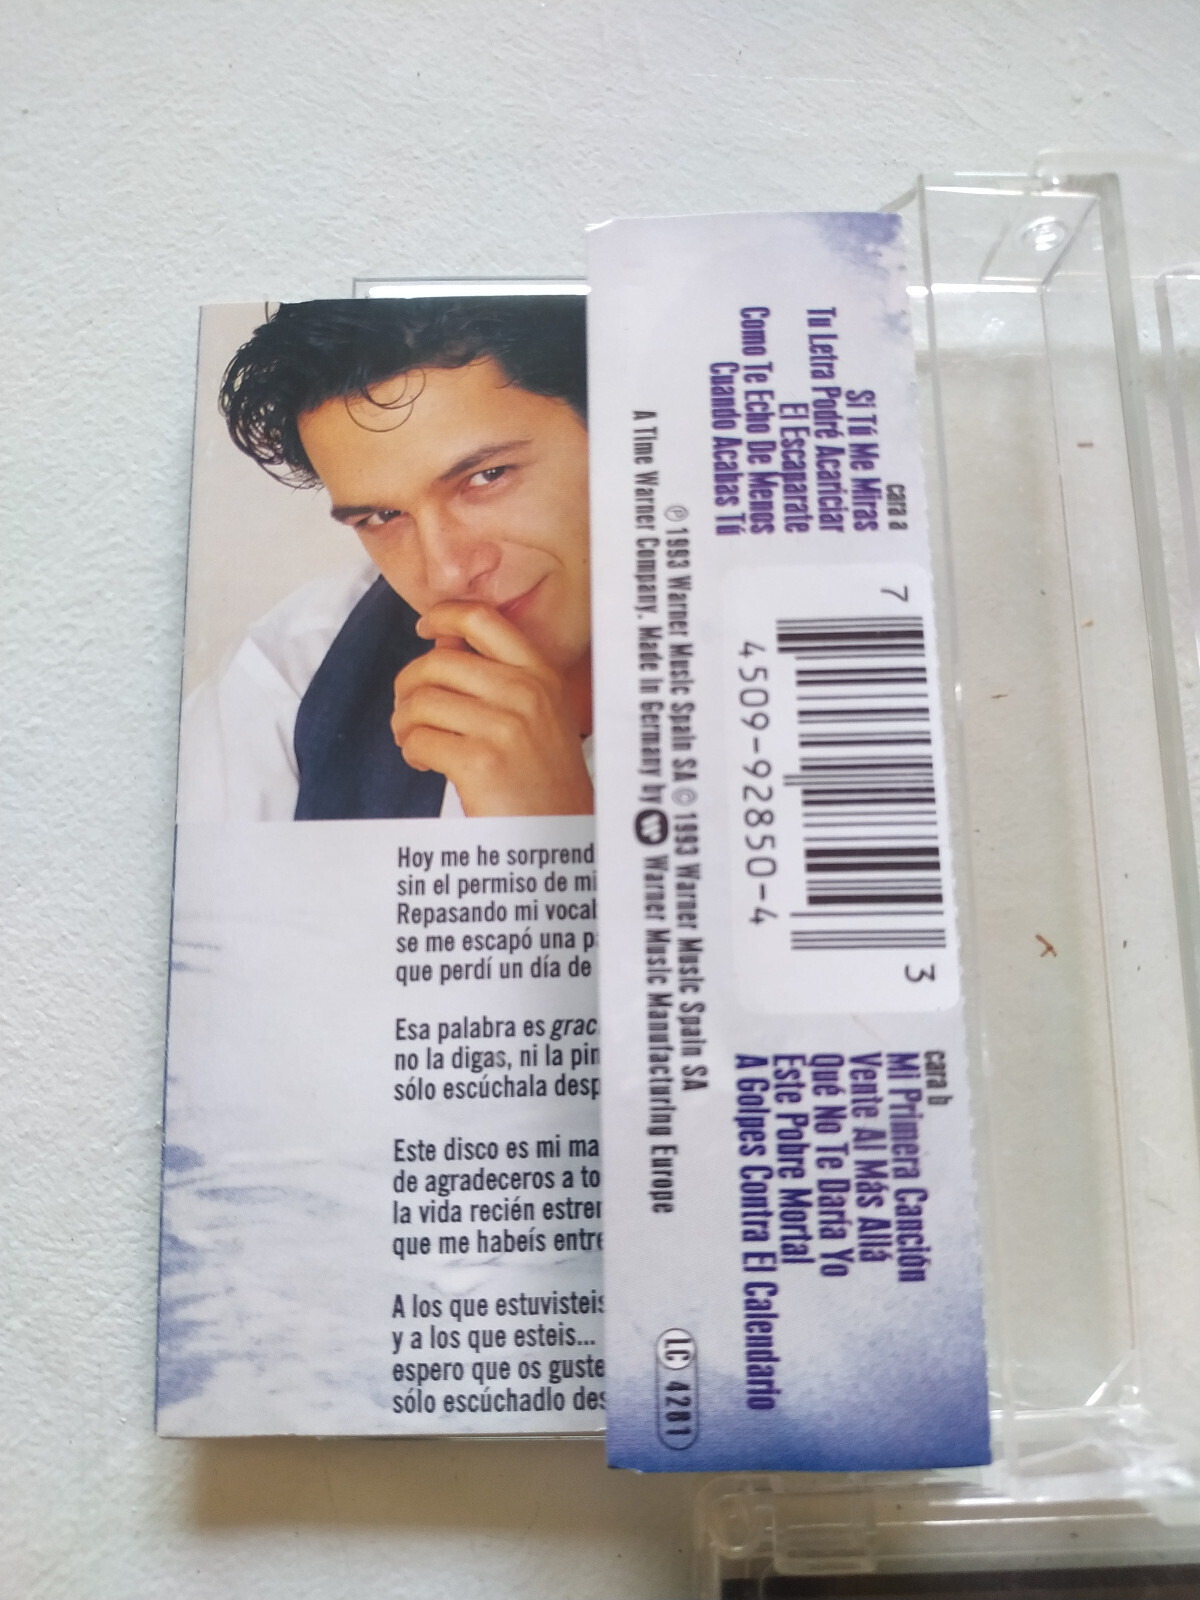 Hoy me he sorprend
sin el permiso de mi
Repasando mi vocab
se me escapó una pa
que perdí un día de
Esa palabra es grac
no la digas, ni la pin
sólo escúchala desp
Este disco es mi ma
de agradeceros a to
la vida recién estren
que me habeís entre
A los que estuvisteis
y a los que esteis...
espero que os guste
sólo escúchadlo des
cara a
Si Tú Me Miras
Tu Letra Podré Acariciar
El Escaparate
Como Te Echo De Menos
Cuando Acabas Tú
7 4509-92850-4 3
cara b
Mi Primera Canción
Vente Al Más Allá
Qué No Te Daría Yo
Este Pobre Mortal
A Golpes Contra El Calendario
℗ 1993 Warner Music Spain SA © 1993 Warner Music Spain SA
A Time Warner Company. Made in Germany by Warner Music Manufacturing Europe
LC 4281